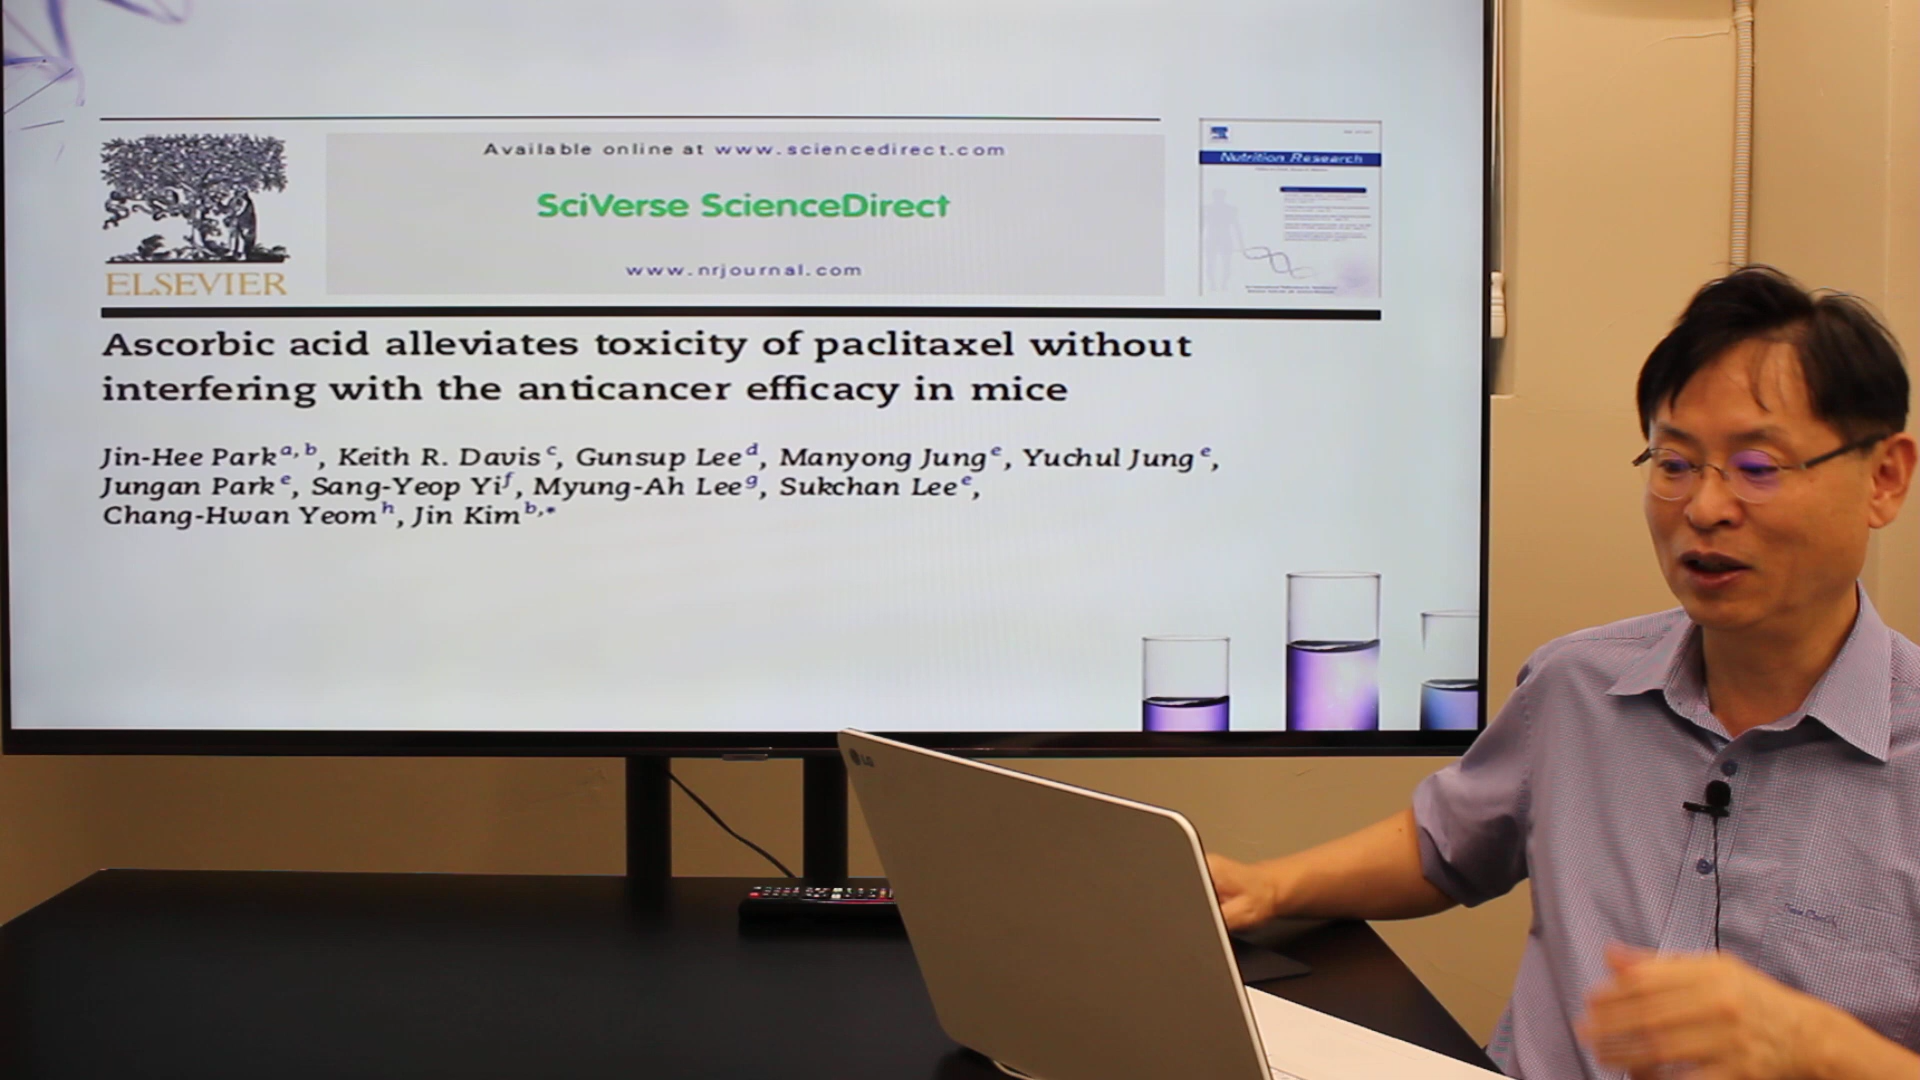 Available online at www.sciencedirect.com
SciVerse ScienceDirect
www.nrjournal.com
ELSEVIER
Nutrition Research
Ascorbic acid alleviates toxicity of paclitaxel without
interfering with the anticancer efficacy in mice
Jin-Hee Park a, b, Keith R. Davis c, Gunsup Lee d, Manyong Jung e, Yuchul Jung e,
Jungan Park e, Sang-Yeop Yi f, Myung-Ah Lee g, Sukchan Lee e,
Chang-Hwan Yeom h, Jin Kim b,*
LG